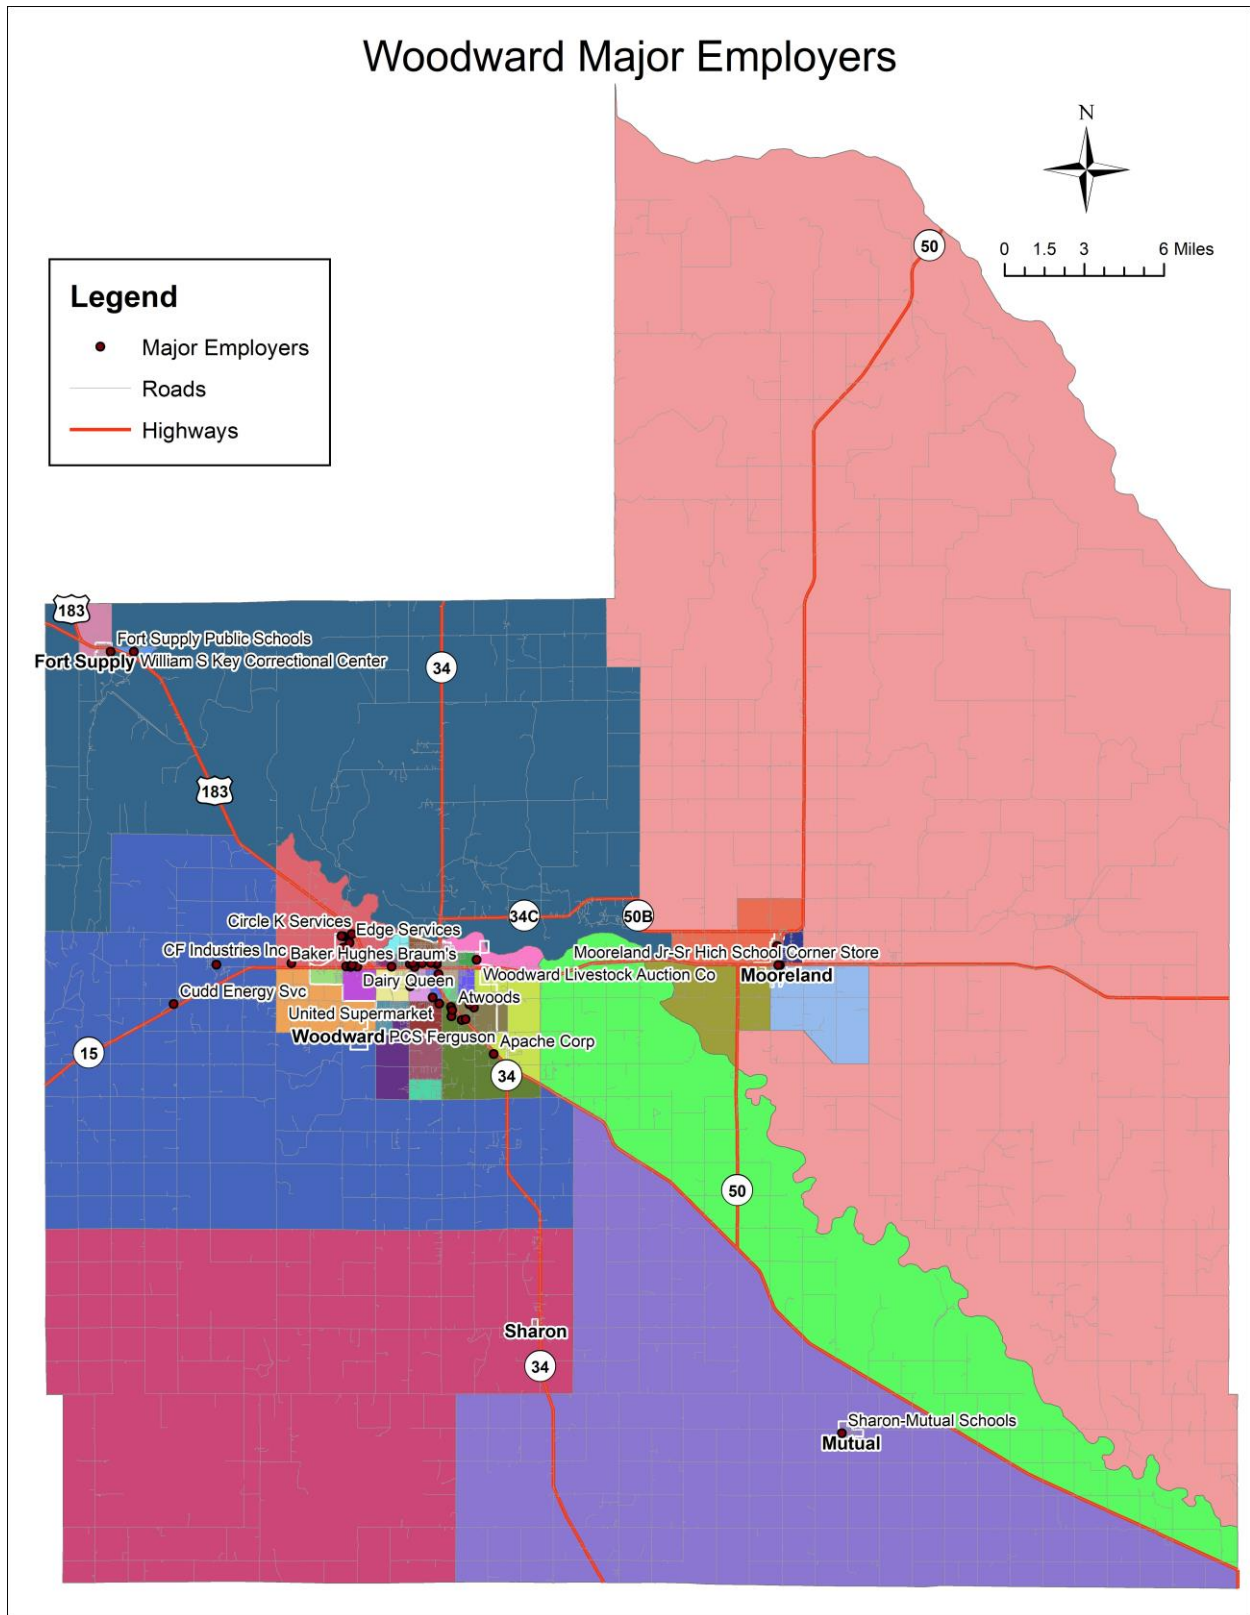 Woodward Major Employers
N
0 1.5 3 6 Miles
50
Legend
Major Employers
Roads
Highways
183
Fort Supply Public Schools
Fort Supply William S Key Correctional Center
34
183
Circle K Services
34C
50B
Edge Services
CF Industries Inc Baker Hughes Braum's
Mooreland Jr-Sr Hich School Corner Store
Woodward Livestock Auction Co
Mooreland
Dairy Queen
Cudd Energy Svc
Atwoods
United Supermarket
Woodward PCS Ferguson
Apache Corp
15
34
50
Sharon
34
Sharon-Mutual Schools
Mutual